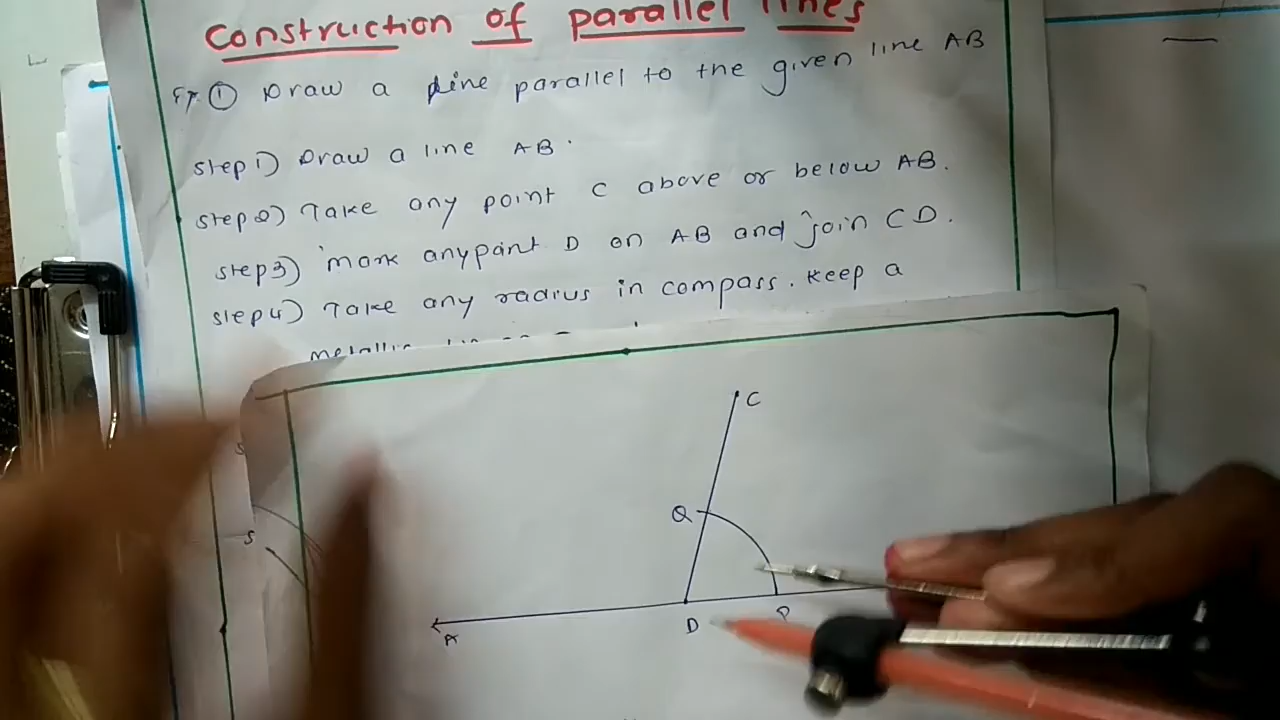 Construction of parallel lines
Ex. ① Draw a line parallel to the given line AB
step 1) Draw a line AB.
step 2) Take any point C above or below AB.
step 3) mark any point D on AB and join CD.
step 4) Take any radius in compass. Keep a
metallic
C
Q
S
S
D
P
A